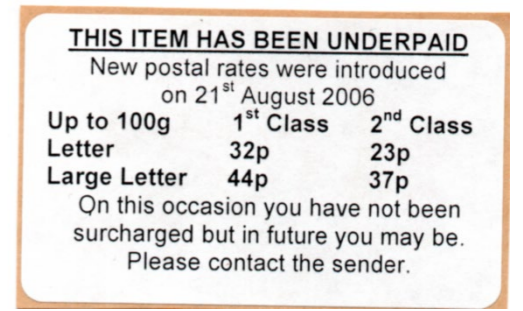 THIS ITEM HAS BEEN UNDERPAID
New postal rates were introduced
on 21st August 2006
Up to 100g 1st Class 2nd Class
Letter 32p 23p
Large Letter 44p 37p
On this occasion you have not been
surcharged but in future you may be.
Please contact the sender.